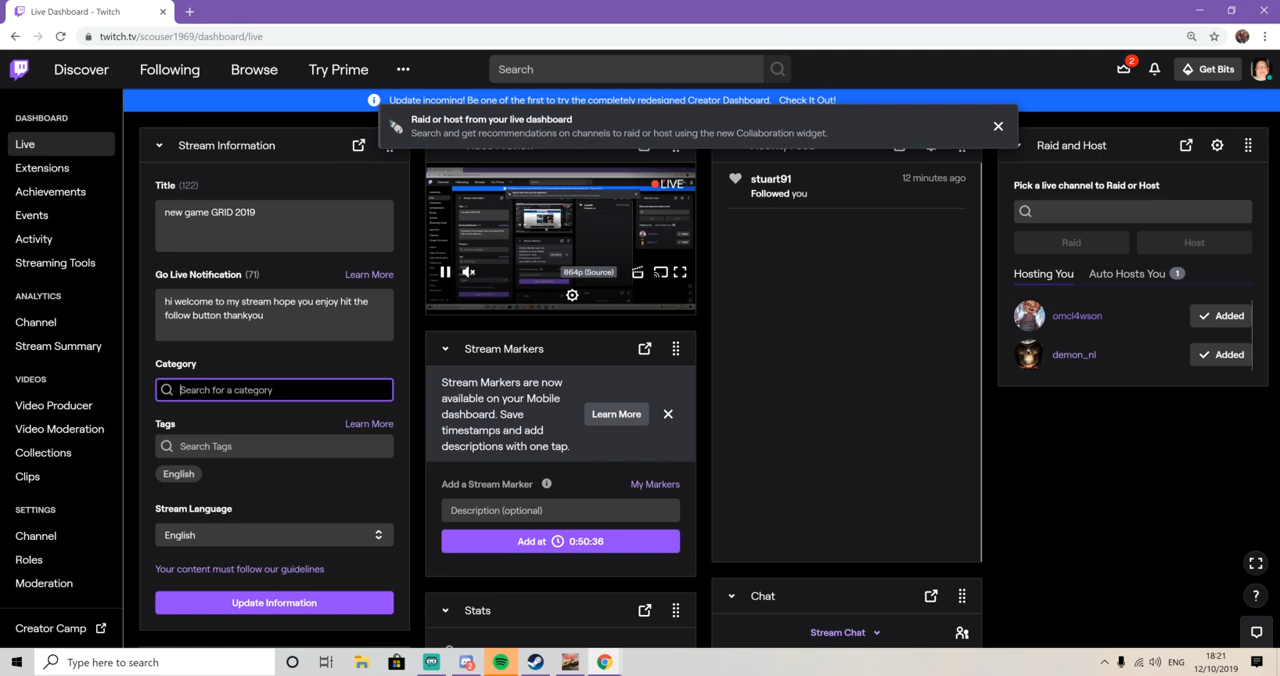 Live Dashboard - Twitch
twitch.tv/scouser1969/dashboard/live
Discover
Following
Browse
Try Prime
Search
2
Get Bits
Update incoming! Be one of the first to try the completely redesigned Creator Dashboard. Check It Out!
Raid or host from your live dashboard
Search and get recommendations on channels to raid or host using the new Collaboration widget.
DASHBOARD
Live
Extensions
Achievements
Events
Activity
Streaming Tools
ANALYTICS
Channel
Stream Summary
VIDEOS
Video Producer
Video Moderation
Collections
Clips
SETTINGS
Channel
Roles
Moderation
Creator Camp
Stream Information
Title (122)
new game GRID 2019
Go Live Notification (71)
Learn More
hi welcome to my stream hope you enjoy hit the
follow button thankyou
Category
Search for a category
Tags
Learn More
Search Tags
English
Stream Language
English
Your content must follow our guidelines
Update Information
LIVE
864p (Source)
Stream Markers
Stream Markers are now
available on your Mobile
dashboard. Save
timestamps and add
descriptions with one tap.
Learn More
Add a Stream Marker
My Markers
Description (optional)
Add at 0:50:36
Stats
stuart91
12 minutes ago
Followed you
Chat
Stream Chat
Raid and Host
Pick a live channel to Raid or Host
Raid
Host
Hosting You
Auto Hosts You 1
omcl4wson
Added
demon_nl
Added
Type here to search
2
ENG
18:21
12/10/2019